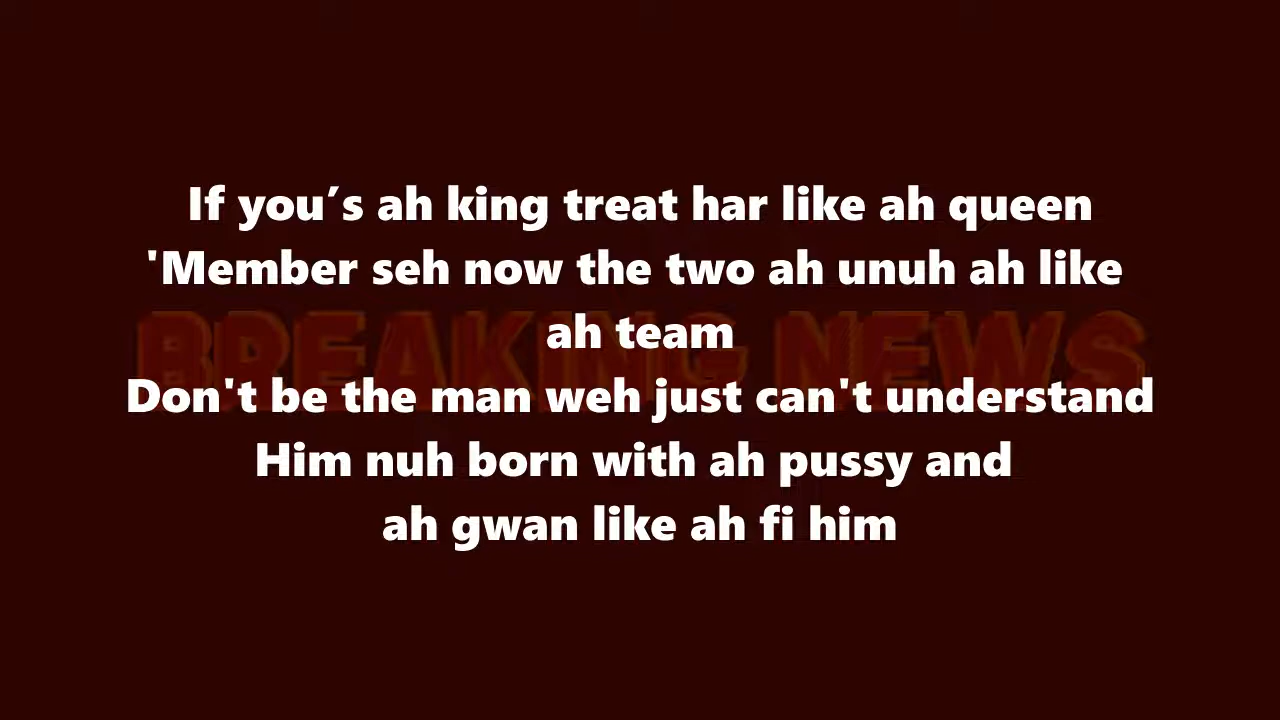 If you’s ah king treat har like ah queen
'Member seh now the two ah unuh ah like
ah team
BREAKING NEWS
Don't be the man weh just can't understand
Him nuh born with ah pussy and
ah gwan like ah fi him